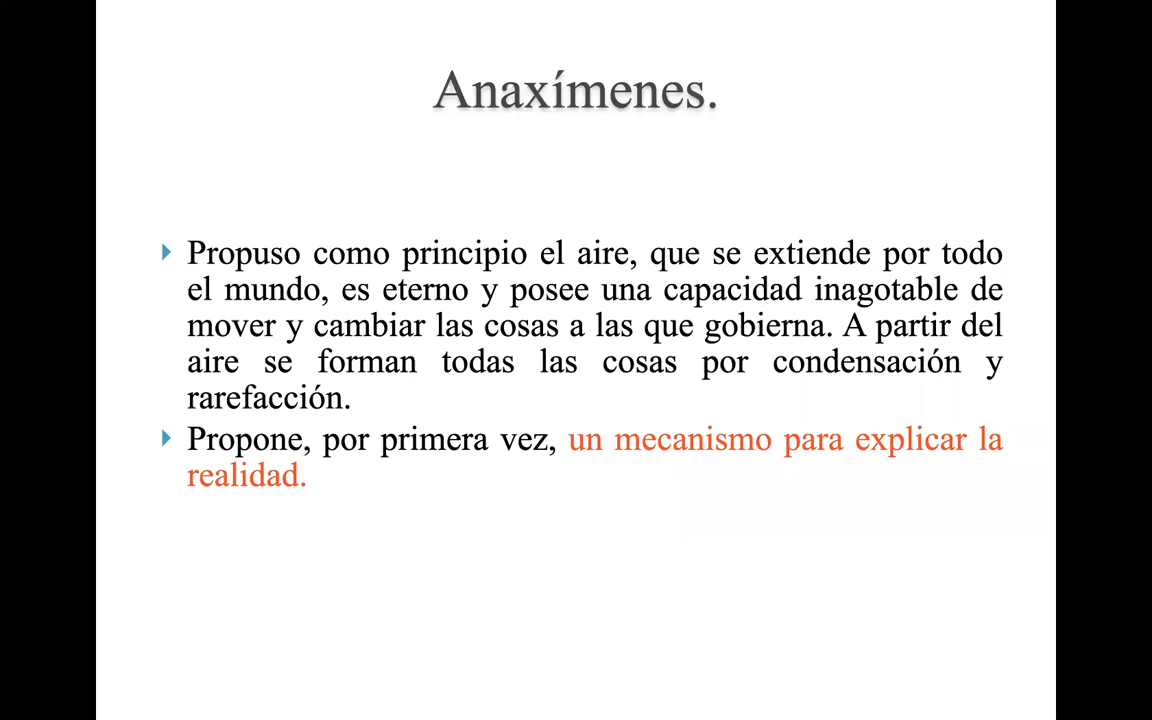 Anaxímenes.
Propuso como principio el aire, que se extiende por todo
el mundo, es eterno y posee una capacidad inagotable de
mover y cambiar las cosas a las que gobierna. A partir del
aire se forman todas las cosas por condensación y
rarefacción.
Propone, por primera vez, un mecanismo para explicar la
realidad.